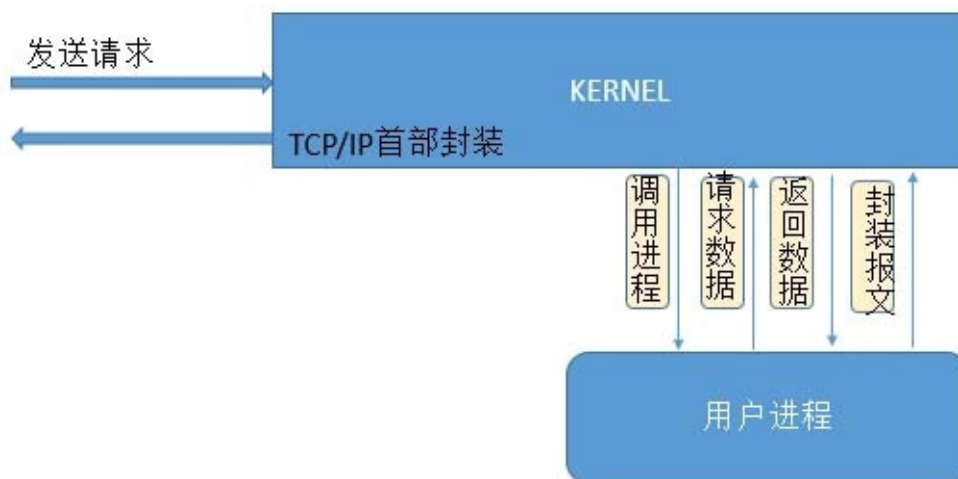 发送请求
KERNEL
TCP/IP首部封装
调用进程
请求数据
返回数据
封装报文
用户进程